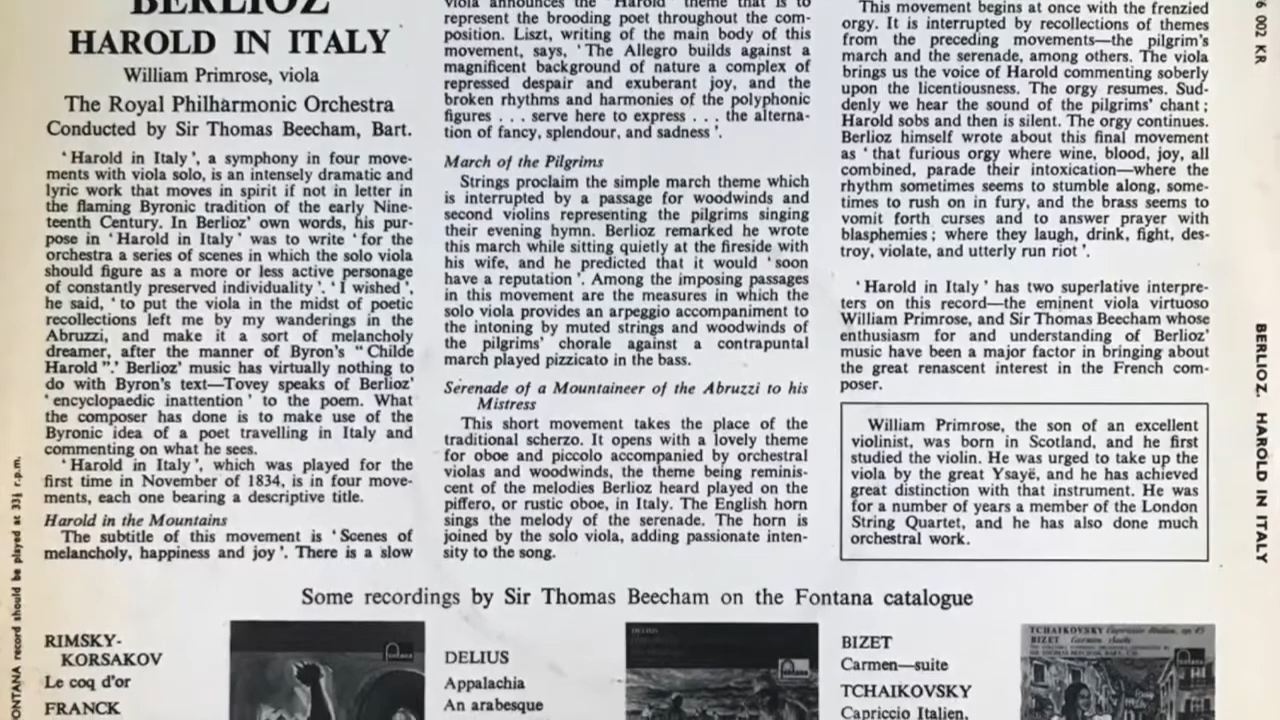 BERLIOZ
HAROLD IN ITALY
William Primrose, viola
The Royal Philharmonic Orchestra
Conducted by Sir Thomas Beecham, Bart.
‘Harold in Italy’, a symphony in four move-
ments with viola solo, is an intensely dramatic and
lyric work that moves in spirit if not in letter in
the flaming Byronic tradition of the early Nine-
teenth Century. In Berlioz’ own words, his pur-
pose in ‘Harold in Italy’ was to write ‘for the
orchestra a series of scenes in which the solo viola
should figure as a more or less active personage
of constantly preserved individuality’. ‘I wished’,
he said, ‘to put the viola in the midst of poetic
recollections left me by my wanderings in the
Abruzzi, and make it a sort of melancholy
dreamer, after the manner of Byron’s “Childe
Harold”.’ Berlioz’ music has virtually nothing to
do with Byron’s text—Tovey speaks of Berlioz’
‘encyclopaedic inattention’ to the poem. What
the composer has done is to make use of the
Byronic idea of a poet travelling in Italy and
commenting on what he sees.
‘Harold in Italy’, which was played for the
first time in November of 1834, is in four move-
ments, each one bearing a descriptive title.
Harold in the Mountains
The subtitle of this movement is ‘Scenes of
melancholy, happiness and joy’. There is a slow
viola announces the “Harold” theme that is to
represent the brooding poet throughout the com-
position. Liszt, writing of the main body of this
movement, says, ‘The Allegro builds against a
magnificent background of nature a complex of
repressed despair and exuberant joy, and the
broken rhythms and harmonies of the polyphonic
figures . . . serve here to express . . . the alterna-
tion of fancy, splendour, and sadness’.
March of the Pilgrims
Strings proclaim the simple march theme which
is interrupted by a passage for woodwinds and
second violins representing the pilgrims singing
their evening hymn. Berlioz remarked he wrote
this march while sitting quietly at the fireside with
his wife, and he predicted that it would ‘soon
have a reputation’. Among the imposing passages
in this movement are the measures in which the
solo viola provides an arpeggio accompaniment to
the intoning by muted strings and woodwinds of
the pilgrims’ chorale against a contrapuntal
march played pizzicato in the bass.
Serenade of a Mountaineer of the Abruzzi to his
Mistress
This short movement takes the place of the
traditional scherzo. It opens with a lovely theme
for oboe and piccolo accompanied by orchestral
violas and woodwinds, the theme being reminis-
cent of the melodies Berlioz heard played on the
piffero, or rustic oboe, in Italy. The English horn
sings the melody of the serenade. The horn is
joined by the solo viola, adding passionate inten-
sity to the song.
This movement begins at once with the frenzied
orgy. It is interrupted by recollections of themes
from the preceding movements—the pilgrim’s
march and the serenade, among others. The viola
brings us the voice of Harold commenting soberly
upon the licentiousness. The orgy resumes. Sud-
denly we hear the sound of the pilgrims’ chant;
Harold sobs and then is silent. The orgy continues.
Berlioz himself wrote about this final movement
as ‘that furious orgy where wine, blood, joy, all
combined, parade their intoxication—where the
rhythm sometimes seems to stumble along, some-
times to rush on in fury, and the brass seems to
vomit forth curses and to answer prayer with
blasphemies; where they laugh, drink, fight, des-
troy, violate, and utterly run riot’.
‘Harold in Italy’ has two superlative interpre-
ters on this record—the eminent viola virtuoso
William Primrose, and Sir Thomas Beecham whose
enthusiasm for and understanding of Berlioz’
music have been a major factor in bringing about
the great renascent interest in the French com-
poser.
William Primrose, the son of an excellent
violinist, was born in Scotland, and he first
studied the violin. He was urged to take up the
viola by the great Ysayë, and he has achieved
great distinction with that instrument. He was
for a number of years a member of the London
String Quartet, and he has also done much
orchestral work.
Some recordings by Sir Thomas Beecham on the Fontana catalogue
RIMSKY-
KORSAKOV
Le coq d’or
FRANCK
fontana
DELIUS
Appalachia
An arabesque
DELIUS
fontana
BIZET
Carmen—suite
TCHAIKOVSKY
Capriccio Italien,
TCHAIKOVSKY Capriccio Italien, op.45
BIZET Carmen suite
fontana
FONTANA record should be played at 33⅓ r.p.m.
6 002 KR
BERLIOZ. HAROLD IN ITALY